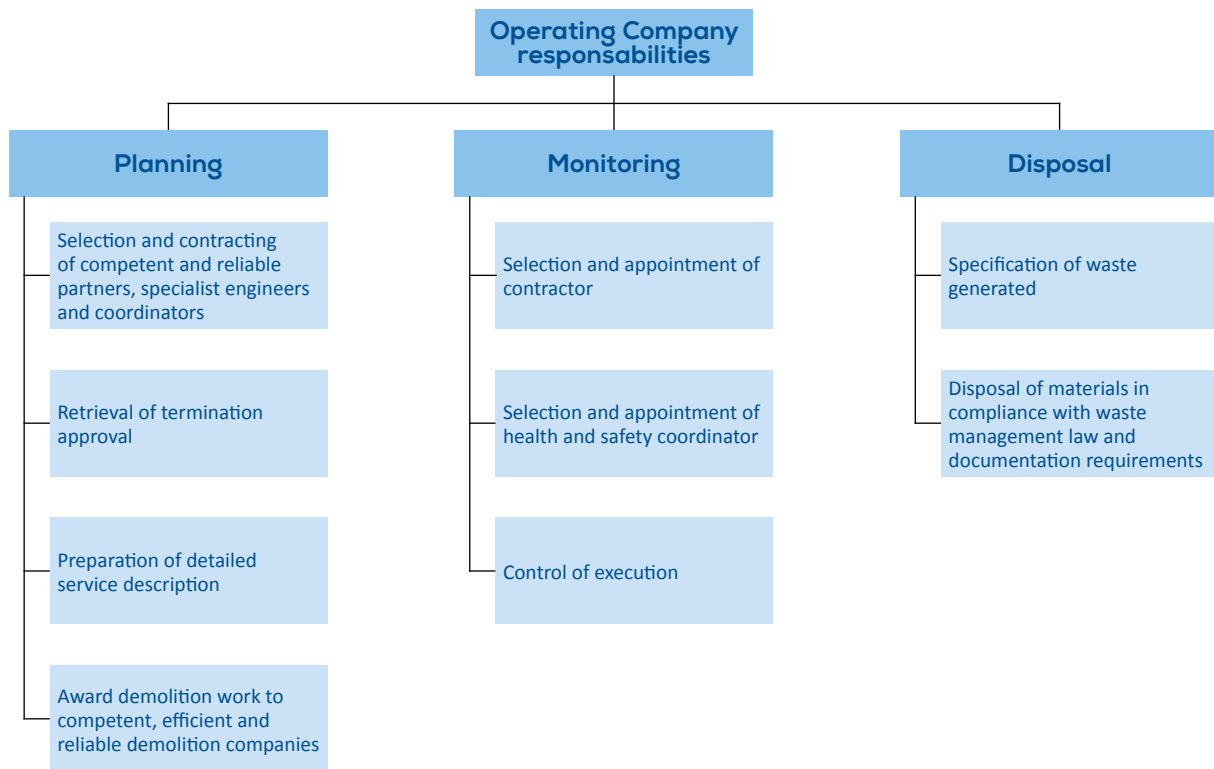 Operating Company
responsabilities
Planning
Selection and contracting
of competent and reliable
partners, specialist engineers
and coordinators
Retrieval of termination
approval
Preparation of detailed
service description
Award demolition work to
competent, efficient and
reliable demolition companies
Monitoring
Selection and appointment of
contractor
Selection and appointment of
health and safety coordinator
Control of execution
Disposal
Specification of waste
generated
Disposal of materials in
compliance with waste
management law and
documentation requirements